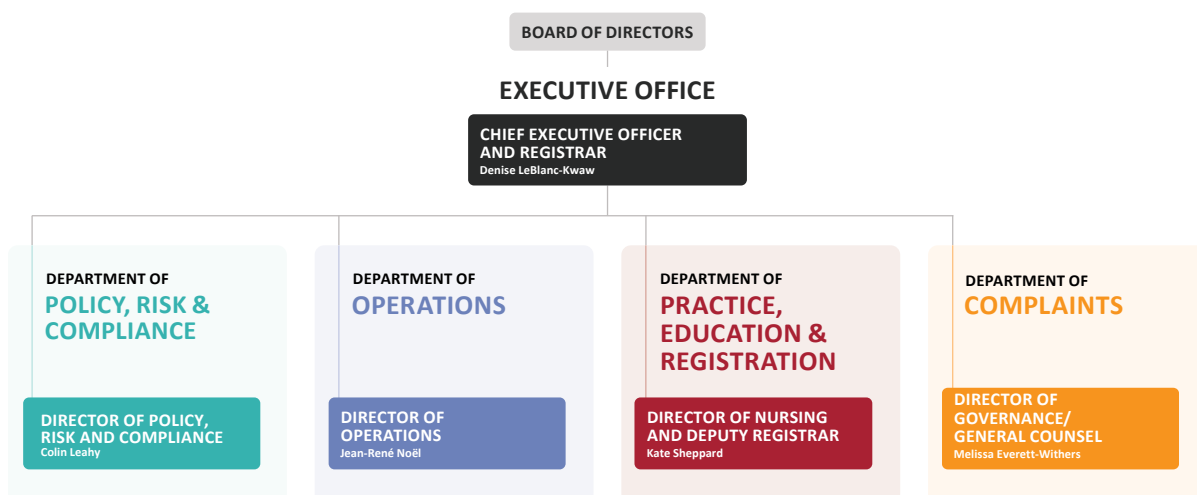 BOARD OF DIRECTORS
EXECUTIVE OFFICE
CHIEF EXECUTIVE OFFICER
AND REGISTRAR
Denise LeBlanc-Kwaw
DEPARTMENT OF
POLICY, RISK &
COMPLIANCE
DIRECTOR OF POLICY,
RISK AND COMPLIANCE
Colin Leahy
DEPARTMENT OF
OPERATIONS
DIRECTOR OF
OPERATIONS
Jean-René Noël
DEPARTMENT OF
PRACTICE,
EDUCATION &
REGISTRATION
DIRECTOR OF NURSING
AND DEPUTY REGISTRAR
Kate Sheppard
DEPARTMENT OF
COMPLAINTS
DIRECTOR OF
GOVERNANCE/
GENERAL COUNSEL
Melissa Everett-Withers